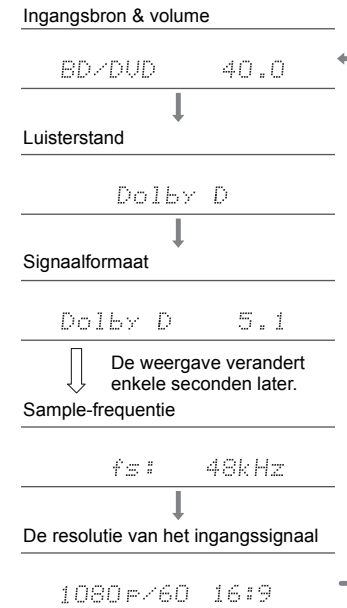 Ingangsbron & volume
BD/DVD 40.0
Luisterstand
Dolby D
Signaalformaat
Dolby D 5.1
De weergave verandert
enkele seconden later.
Sample-frequentie
fs: 48kHz
De resolutie van het ingangssignaal
1080p/60 16:9